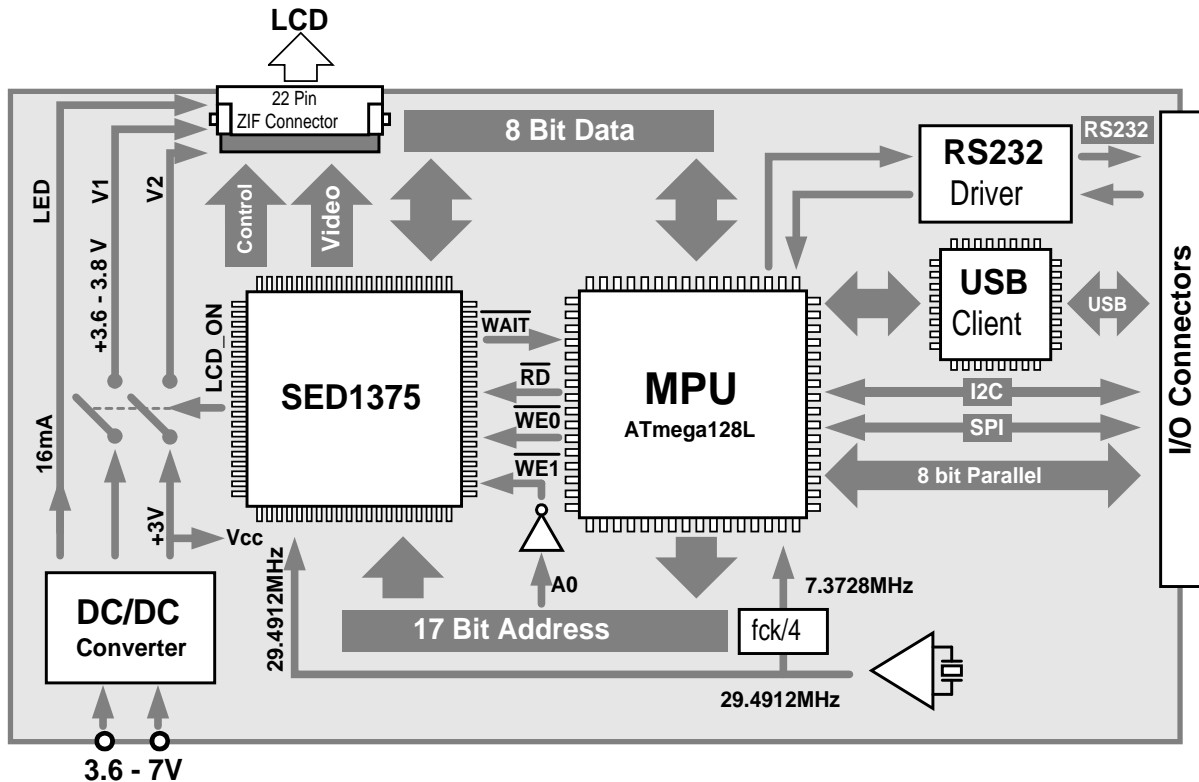 LCD
22 Pin
ZIF Connector
8 Bit Data
RS232
Driver
RS232
LED
V1
V2
Control
Video
+3.6 - 3.8 V
LCD_ON
USB
Client
USB
WAIT
RD
WE0
WE1
SED1375
MPU
ATmega128L
I2C
SPI
8 bit Parallel
I/O Connectors
16mA
+3V
Vcc
29.4912MHz
A0
7.3728MHz
DC/DC
Converter
17 Bit Address
fck/4
29.4912MHz
3.6 - 7V